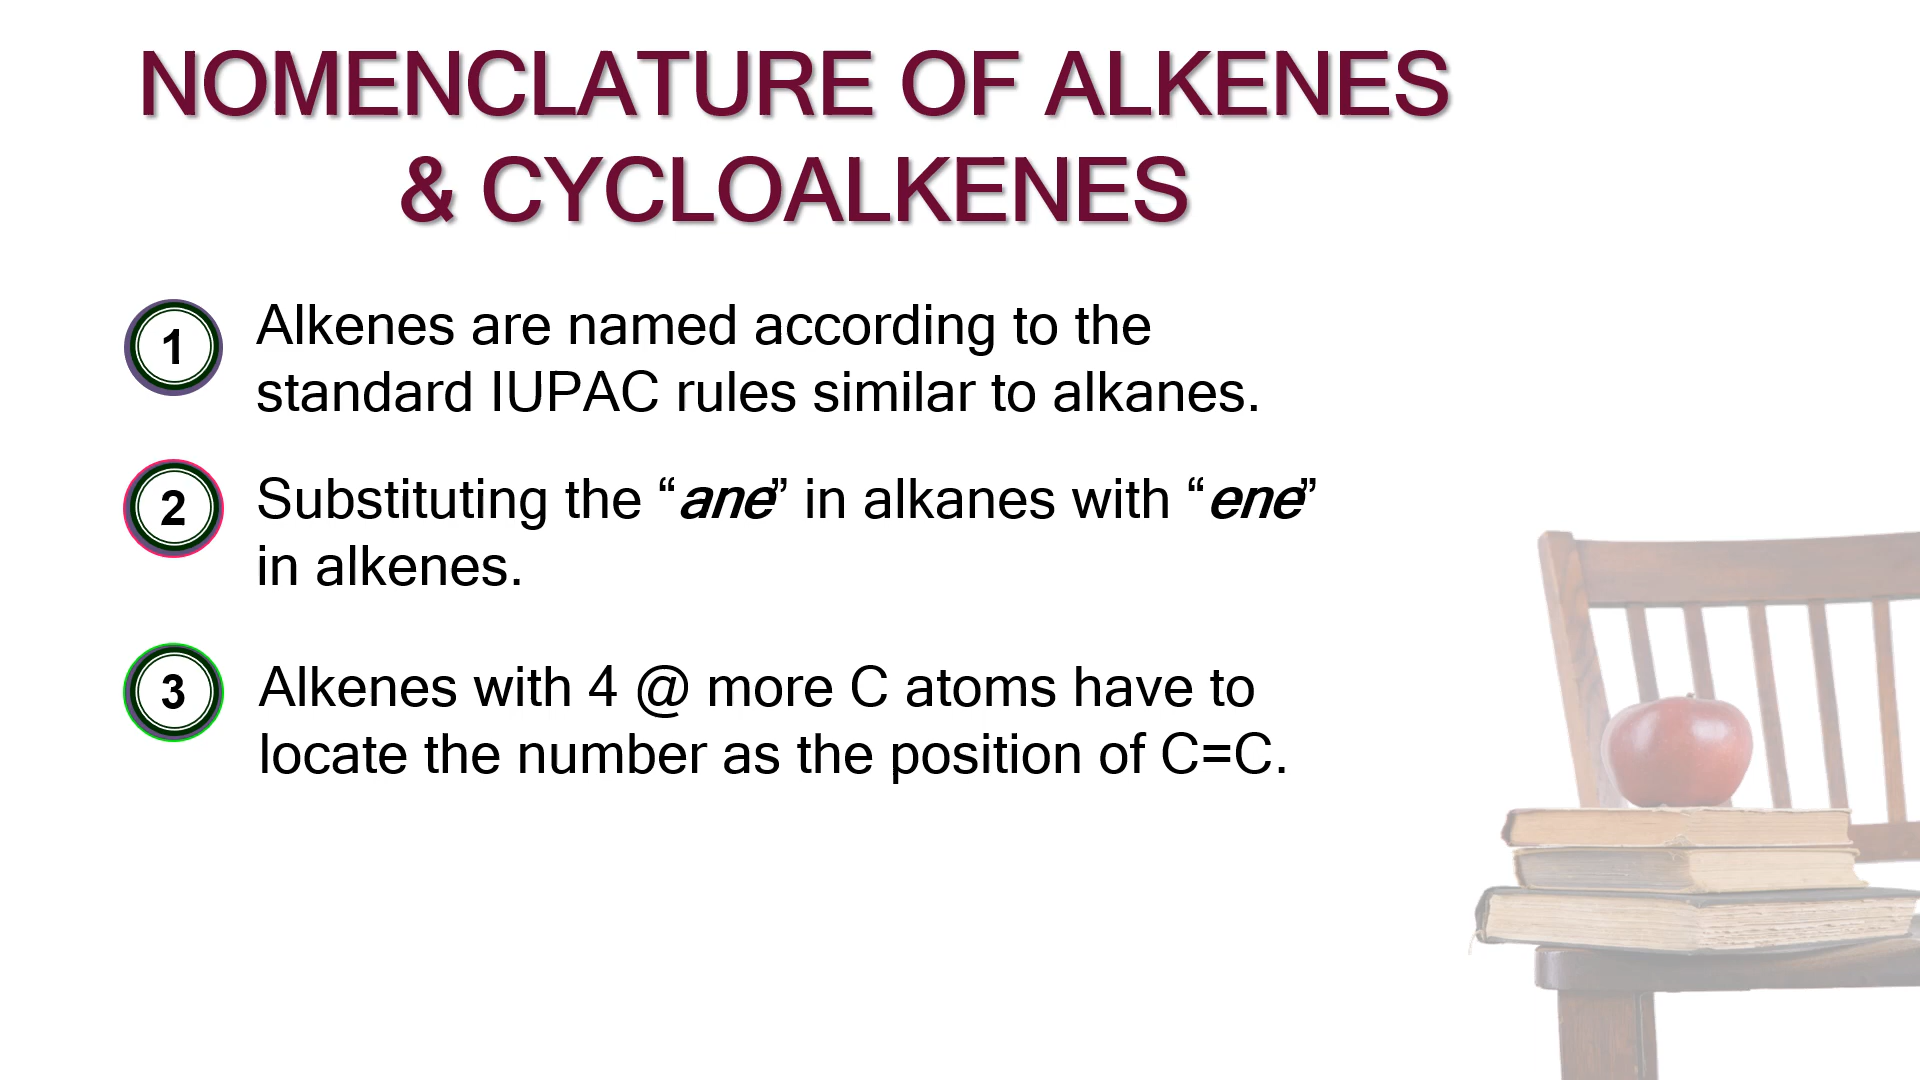 NOMENCLATURE OF ALKENES
& CYCLOALKENES
1
Alkenes are named according to the
standard IUPAC rules similar to alkanes.
2
Substituting the “ane” in alkanes with “ene”
in alkenes.
3
Alkenes with 4 @ more C atoms have to
locate the number as the position of C=C.